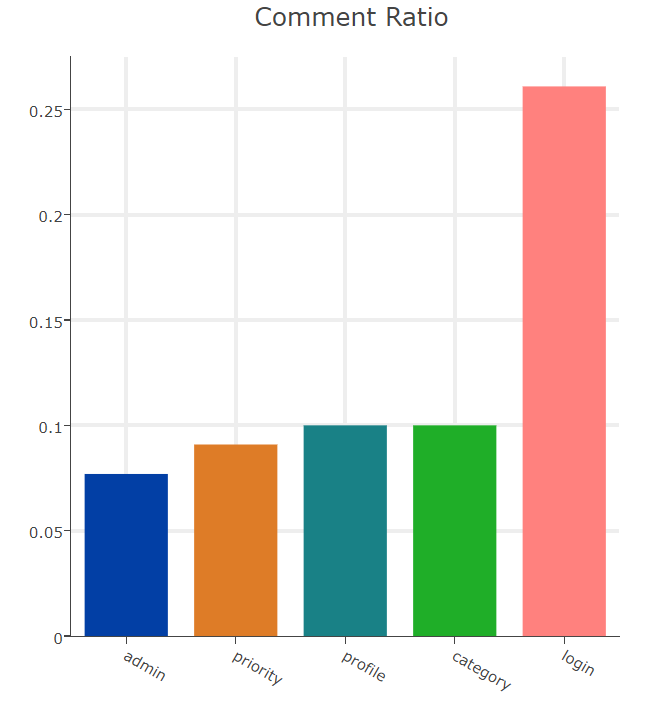 Comment Ratio
0.25
0.2
0.15
0.1
0.05
0
admin
priority
profile
category
login